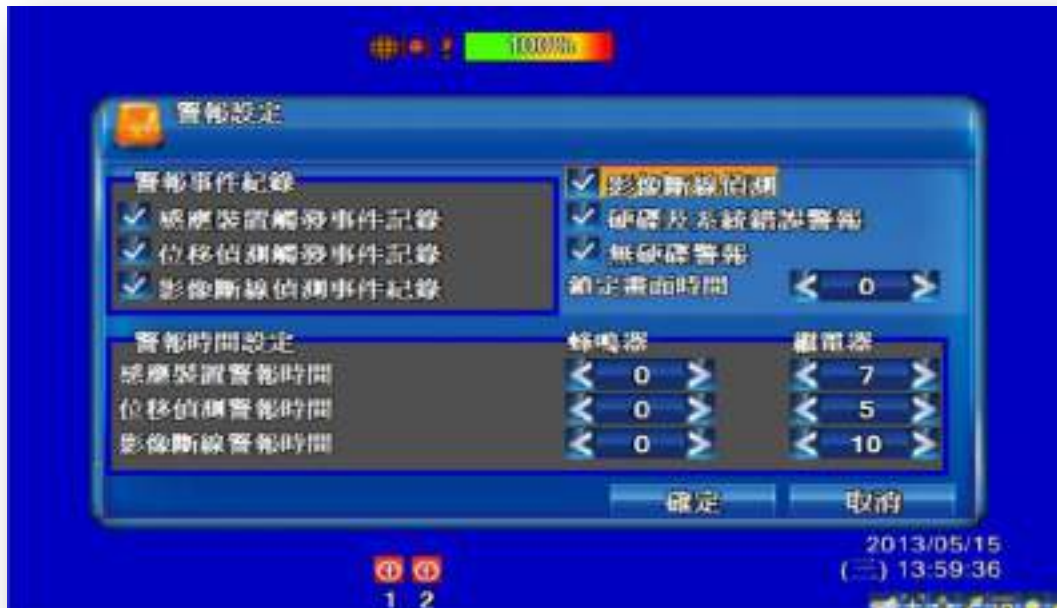 100%
警報設定
警報事件紀錄
感應裝置觸發事件記錄
位移偵測觸發事件記錄
影像斷線偵測事件紀錄
影像斷線偵測
硬碟及系統錯誤警報
無硬碟警報
鎖定畫面時間 0
警報時間設定 蜂鳴器 繼電器
感應裝置警報時間 0 7
位移偵測警報時間 0 5
影像斷線警報時間 0 10
確定 取消
2013/05/15
(三) 13:59:36
1 2